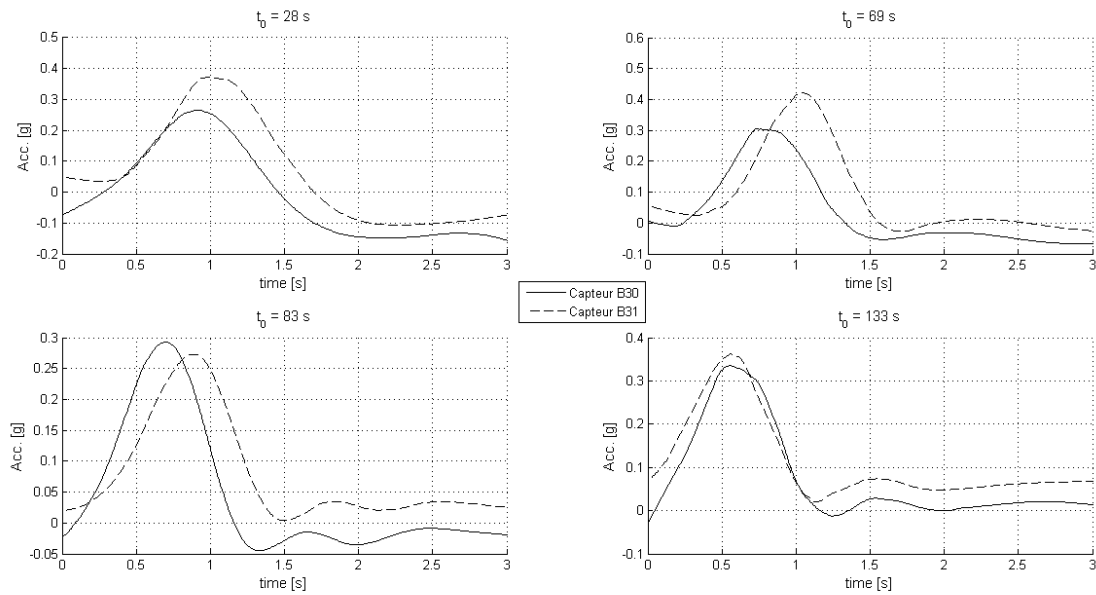 t0 = 28 s
0.5
0.4
0.3
0.2
0.1
0
-0.1
-0.2
Acc. [g]
0 0.5 1 1.5 2 2.5 3
time [s]
t0 = 69 s
0.6
0.5
0.4
0.3
0.2
0.1
0
-0.1
Acc. [g]
0 0.5 1 1.5 2 2.5 3
time [s]
Capteur B30
Capteur B31
t0 = 83 s
0.3
0.25
0.2
0.15
0.1
0.05
0
-0.05
Acc. [g]
0 0.5 1 1.5 2 2.5 3
time [s]
t0 = 133 s
0.4
0.3
0.2
0.1
0
-0.1
Acc. [g]
0 0.5 1 1.5 2 2.5 3
time [s]